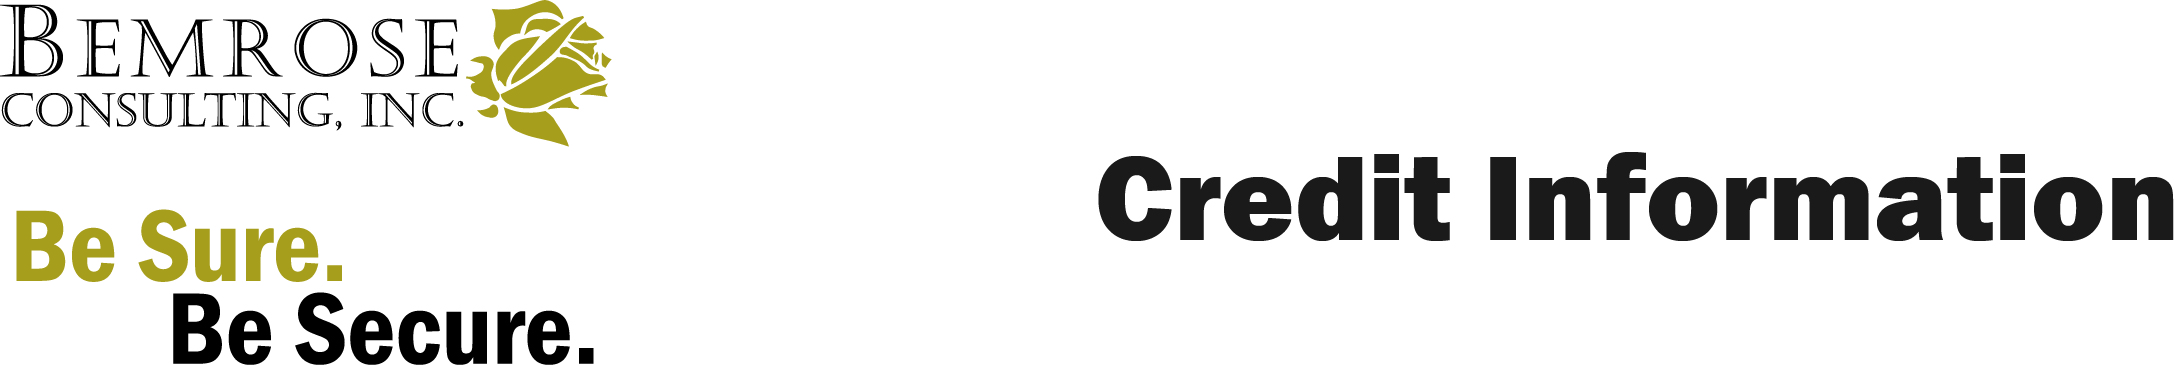 BEMROSE
CONSULTING, INC.
Credit Information
Be Sure.
Be Secure.